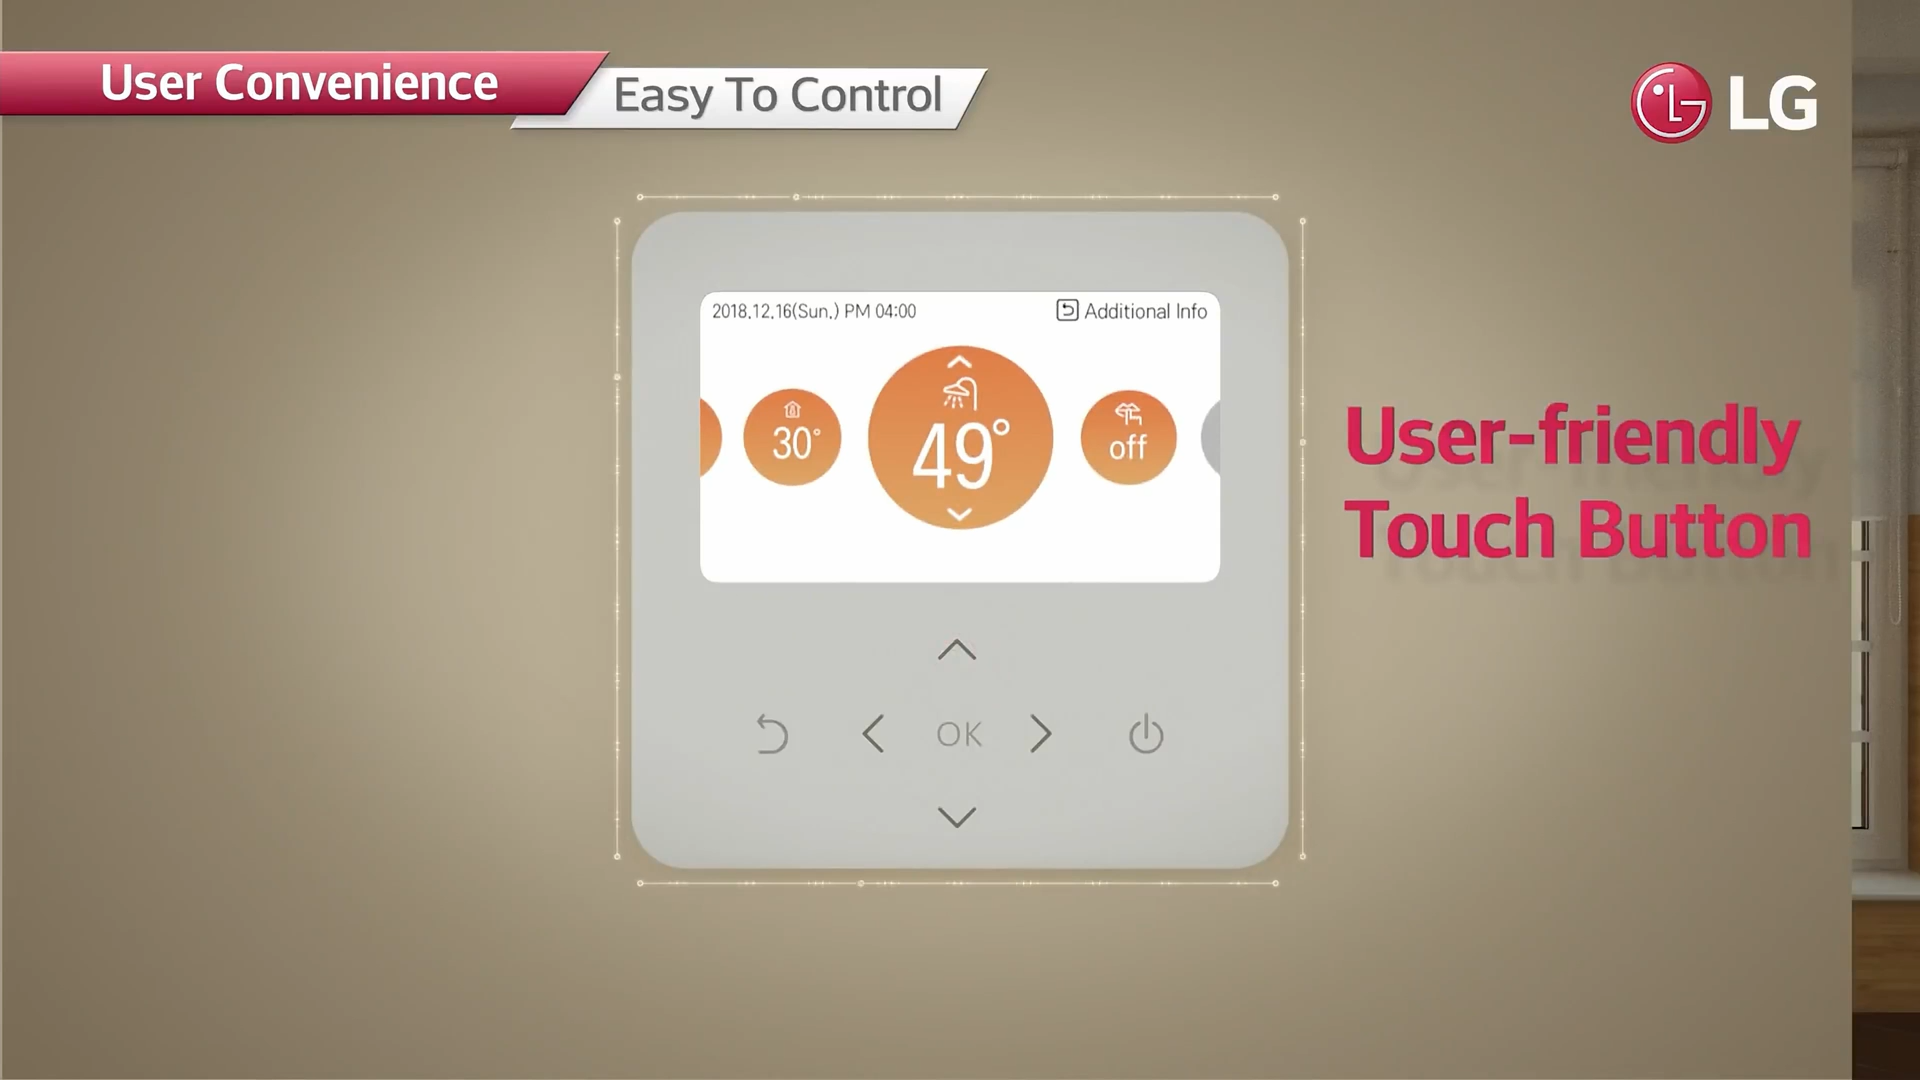 User Convenience
Easy To Control
LG
2018.12.16(Sun.) PM 04:00
Additional Info
30°
49°
off
User-friendly
Touch Button
OK